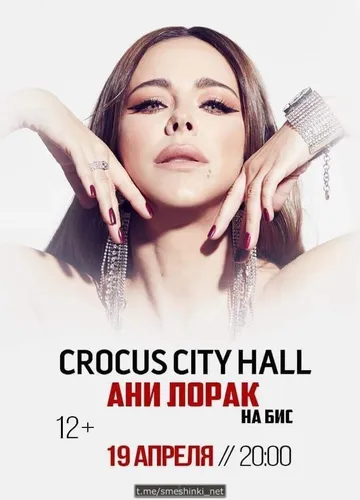 CROCUS CITY HALL
АНИ ЛОРАК
НА БИС
12+
19 АПРЕЛЯ // 20:00
t.me/smeshinki_net